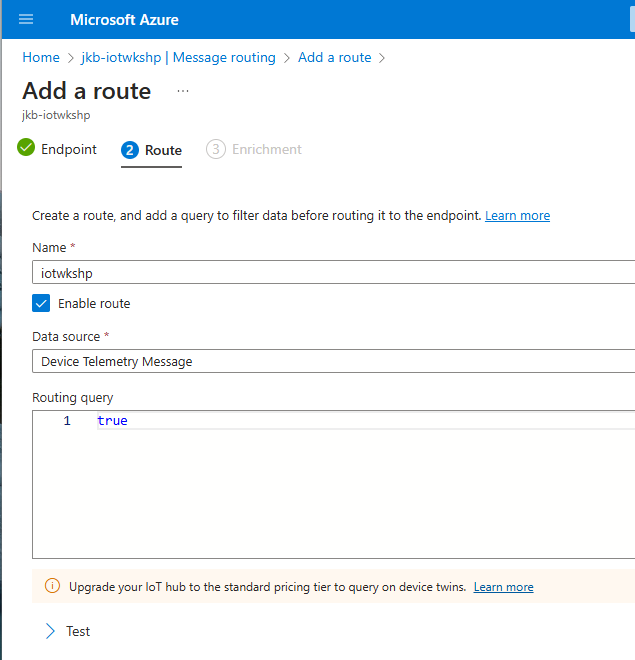 Microsoft Azure
Home > jkb-iotwkshp | Message routing > Add a route >
Add a route ...
jkb-iotwkshp
Endpoint 2 Route 3 Enrichment
Create a route, and add a query to filter data before routing it to the endpoint. Learn more
Name *
iotwkshp
Enable route
Data source *
Device Telemetry Message
Routing query
1 true
Upgrade your IoT hub to the standard pricing tier to query on device twins. Learn more
Test